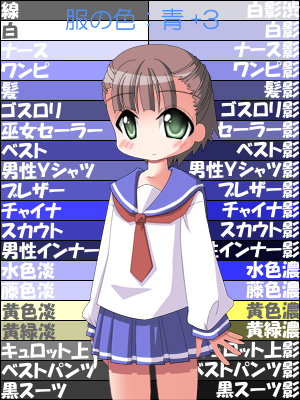 服の色：青+3
線 白影渋
白 白影
ナース ナース影
ワンピ ワンピ影
髪 髪影
ゴスロリ ゴスロリ影
巫女セーラー セーラー影
ベスト ベスト影
男性Yシャツ 男性Yシャツ影
ブレザー ブレザー影
チャイナ チャイナ影
スカウト スカウト影
男性インナー インナー影
水色淡 水色濃
藤色淡 藤色濃
黄色淡 黄色濃
黄緑淡 黄緑濃
キュロット上 影
ベストパンツ パンツ影
黒スーツ 黒スーツ影